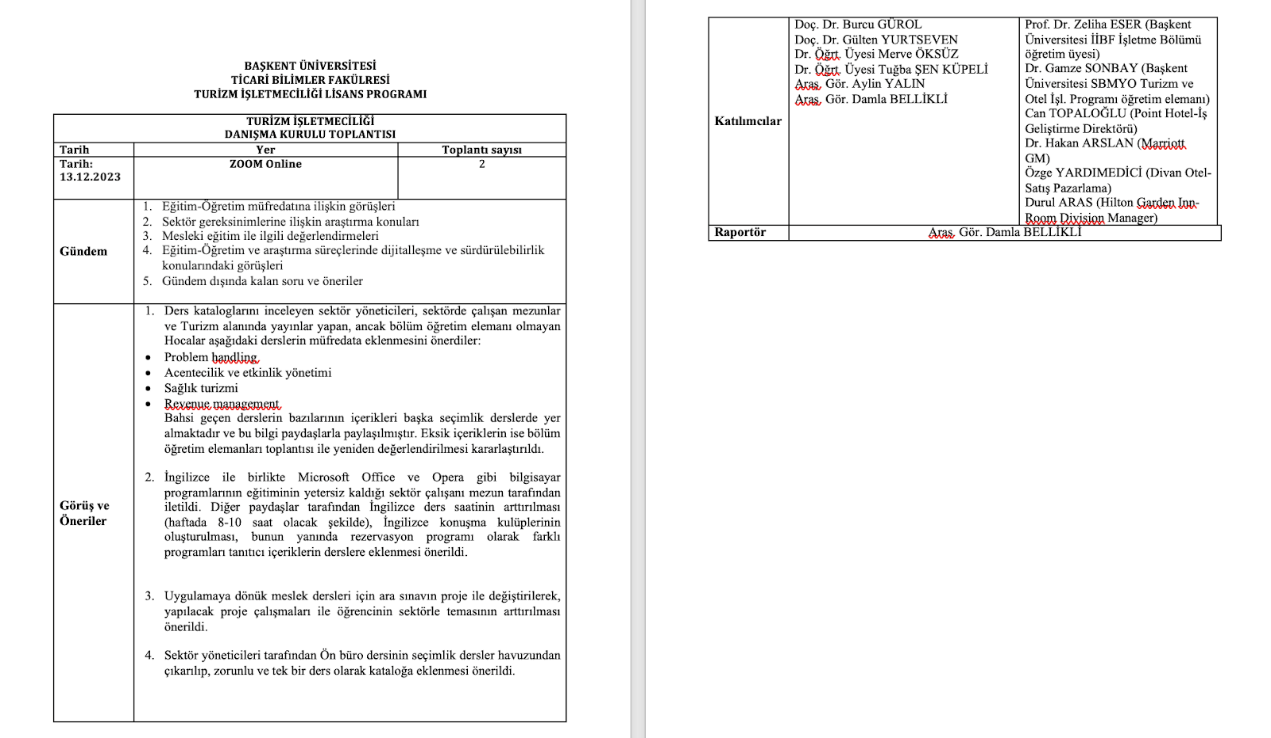 BAŞKENT ÜNİVERSİTESİ
TİCARİ BİLİMLER FAKÜLRESİ
TURİZM İŞLETMECİLİĞİ LİSANS PROGRAMI
TURİZM İŞLETMECİLİĞİ
DANIŞMA KURULU TOPLANTISI
Tarih Yer Toplantı sayısı
Tarih: ZOOM Online 2
13.12.2023
Gündem
1. Eğitim-Öğretim müfredatına ilişkin görüşleri
2. Sektör gereksinimlerine ilişkin araştırma konuları
3. Mesleki eğitim ile ilgili değerlendirmeleri
4. Eğitim-Öğretim ve araştırma süreçlerinde dijitalleşme ve sürdürülebilirlik
konularındaki görüşleri
5. Gündem dışında kalan soru ve öneriler
Görüş ve
Öneriler
1. Ders kataloglarını inceleyen sektör yöneticileri, sektörde çalışan mezunlar
ve Turizm alanında yayınlar yapan, ancak bölüm öğretim elemanı olmayan
Hocalar aşağıdaki derslerin müfredata eklenmesini önerdiler:
• Problem handling
• Acentecilik ve etkinlik yönetimi
• Sağlık turizmi
• Revenue management
Bahsi geçen derslerin bazılarının içerikleri başka seçimlik derslerde yer
almaktadır ve bu bilgi paydaşlarla paylaşılmıştır. Eksik içeriklerin ise bölüm
öğretim elemanları toplantısı ile yeniden değerlendirilmesi kararlaştırıldı.
2. İngilizce ile birlikte Microsoft Office ve Opera gibi bilgisayar
programlarının eğitiminin yetersiz kaldığı sektör çalışanı mezun tarafından
iletildi. Diğer paydaşlar tarafından İngilizce ders saatinin arttırılması
(haftada 8-10 saat olacak şekilde), İngilizce konuşma kulüplerinin
oluşturulması, bunun yanında rezervasyon programı olarak farklı
programları tanıtıcı içeriklerin derslere eklenmesi önerildi.
3. Uygulamaya dönük meslek dersleri için ara sınavın proje ile değiştirilerek,
yapılacak proje çalışmaları ile öğrencinin sektörle temasının arttırılması
önerildi.
4. Sektör yöneticileri tarafından Ön büro dersinin seçimlik dersler havuzundan
çıkarılıp, zorunlu ve tek bir ders olarak kataloğa eklenmesi önerildi.
Katılımcılar
Doç. Dr. Burcu GÜROL
Doç. Dr. Gülten YURTSEVEN
Dr. Öğrt. Üyesi Merve ÖKSÜZ
Dr. Öğrt. Üyesi Tuğba ŞEN KÜPELİ
Araş. Gör. Aylin YALIN
Araş. Gör. Damla BELLİKLİ
Prof. Dr. Zeliha ESER (Başkent
Üniversitesi İİBF İşletme Bölümü
öğretim üyesi)
Dr. Gamze SONBAY (Başkent
Üniversitesi SBMYO Turizm ve
Otel İşl. Programı öğretim elemanı)
Can TOPALOĞLU (Point Hotel-İş
Geliştirme Direktörü)
Dr. Hakan ARSLAN (Marriott
GM)
Özge YARDIMEDİCİ (Divan Otel-
Satış Pazarlama)
Durul ARAS (Hilton Garden Inn-
Room Division Manager)
Raportör Araş. Gör. Damla BELLİKLİ